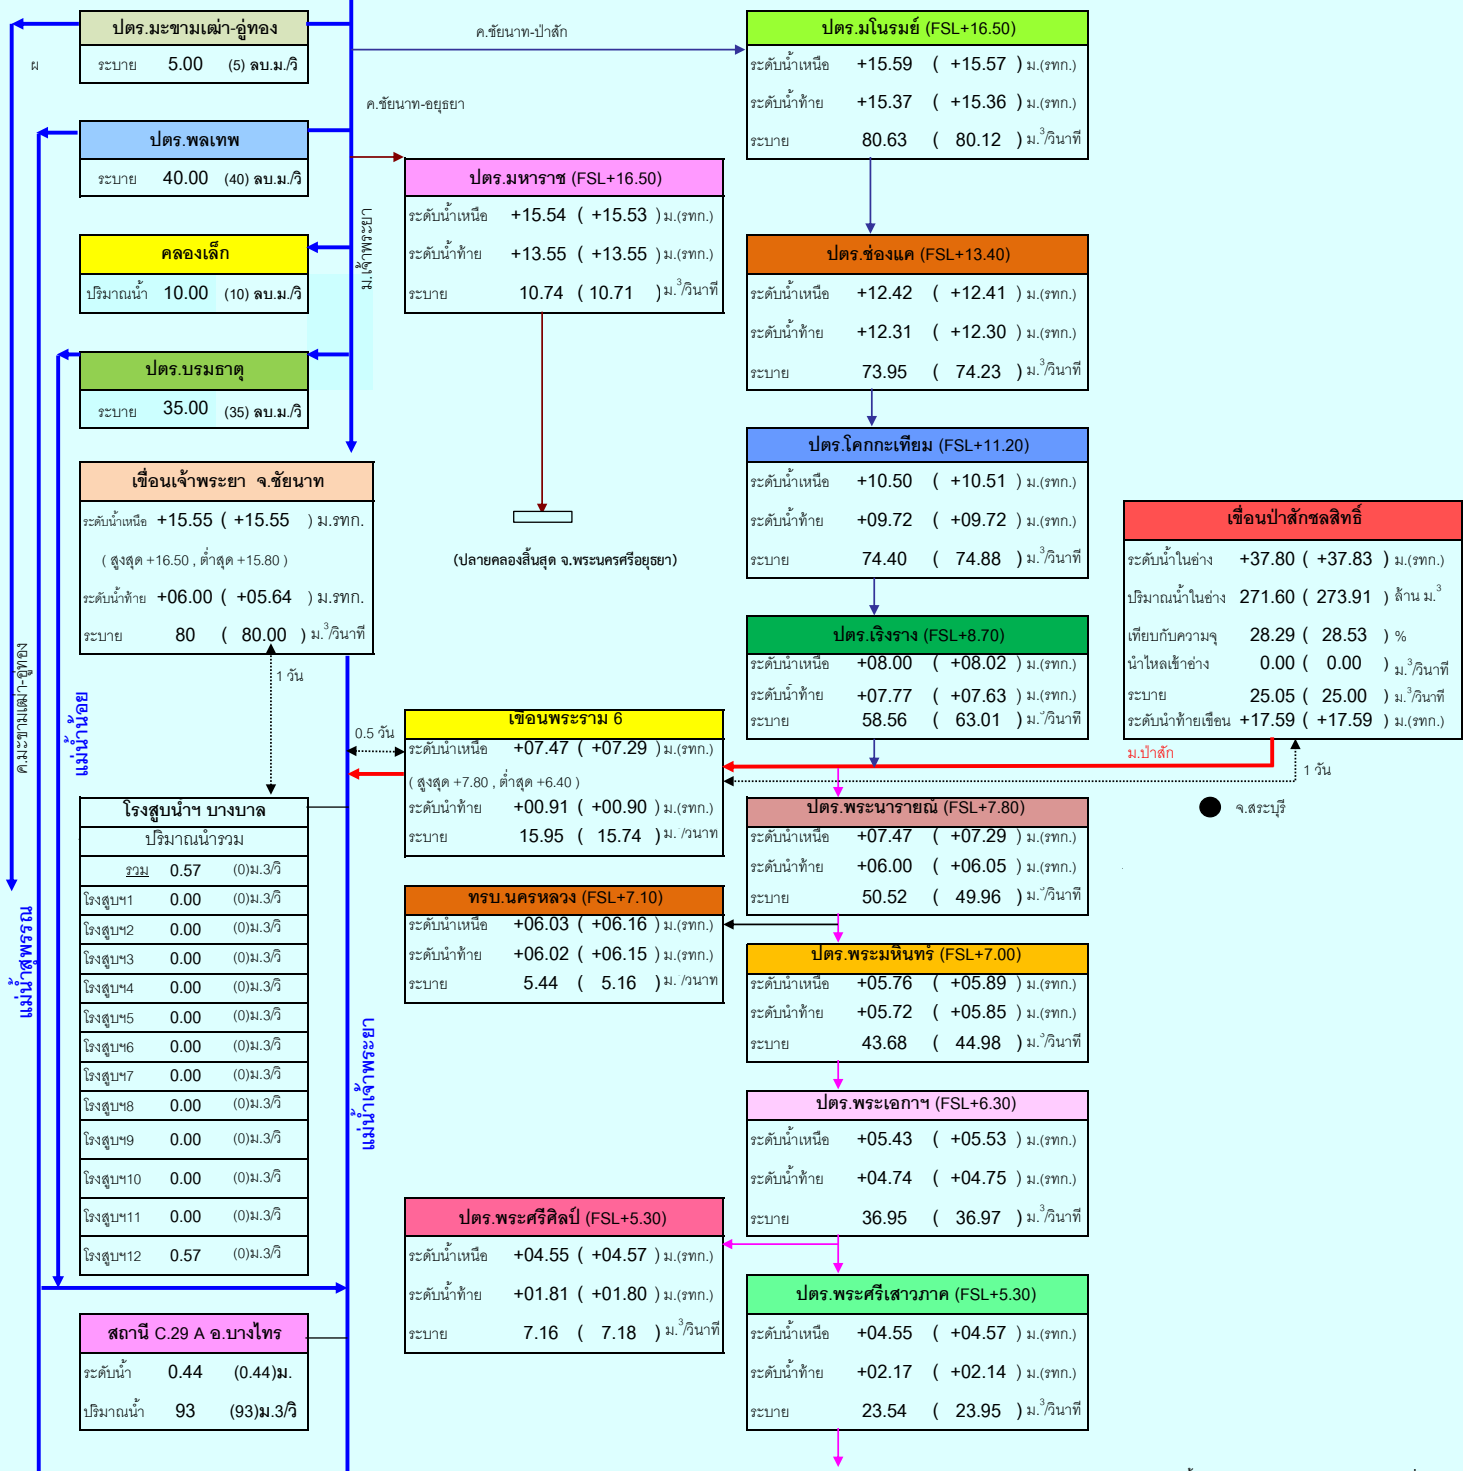 ปตร.มะขามเฒ่า-อู่ทอง
ระบาย 5.00 (5) ลบ.ม./วิ
ผ
ค.ชัยนาท-ป่าสัก
ค.ชัยนาท-อยุธยา
ปตร.พลเทพ
ระบาย 40.00 (40) ลบ.ม./วิ
คลองเล็ก
ปริมาณน้ำ 10.00 (10) ลบ.ม./วิ
ปตร.บรมธาตุ
ระบาย 35.00 (35) ลบ.ม./วิ
ม.เจ้าพระยา
เขื่อนเจ้าพระยา จ.ชัยนาท
ระดับน้ำเหนือ +15.55 ( +15.55 ) ม.รทก.
( สูงสุด +16.50 , ต่ำสุด +15.80 )
ระดับน้ำท้าย +06.00 ( +05.64 ) ม.รทก.
ระบาย 80 ( 80.00 ) ม.3/วินาที
1 วัน
ค.มะขามเฒ่า-อู่ทอง
แม่น้ำน้อย
แม่น้ำสุพรรณ
แม่น้ำเจ้าพระยา
โรงสูบน้ำฯ บางบาล
ปริมาณน้ำรวม
รวม 0.57 (0)ม.3/วิ
โรงสูบฯ1 0.00 (0)ม.3/วิ
โรงสูบฯ2 0.00 (0)ม.3/วิ
โรงสูบฯ3 0.00 (0)ม.3/วิ
โรงสูบฯ4 0.00 (0)ม.3/วิ
โรงสูบฯ5 0.00 (0)ม.3/วิ
โรงสูบฯ6 0.00 (0)ม.3/วิ
โรงสูบฯ7 0.00 (0)ม.3/วิ
โรงสูบฯ8 0.00 (0)ม.3/วิ
โรงสูบฯ9 0.00 (0)ม.3/วิ
โรงสูบฯ10 0.00 (0)ม.3/วิ
โรงสูบฯ11 0.00 (0)ม.3/วิ
โรงสูบฯ12 0.57 (0)ม.3/วิ
สถานี C.29 A อ.บางไทร
ระดับน้ำ 0.44 (0.44)ม.
ปริมาณน้ำ 93 (93)ม.3/วิ
ปตร.มหาราช (FSL+16.50)
ระดับน้ำเหนือ +15.54 ( +15.53 ) ม.(รทก.)
ระดับน้ำท้าย +13.55 ( +13.55 ) ม.(รทก.)
ระบาย 10.74 ( 10.71 ) ม.3/วินาที
(ปลายคลองสิ้นสุด จ.พระนครศรีอยุธยา)
0.5 วัน
เขื่อนพระราม 6
ระดับน้ำเหนือ +07.47 ( +07.29 ) ม.(รทก.)
( สูงสุด +7.80 , ต่ำสุด +6.40 )
ระดับน้ำท้าย +00.91 ( +00.90 ) ม.(รทก.)
ระบาย 15.95 ( 15.74 ) ม. /วินาที
ทรบ.นครหลวง (FSL+7.10)
ระดับน้ำเหนือ +06.03 ( +06.16 ) ม.(รทก.)
ระดับน้ำท้าย +06.02 ( +06.15 ) ม.(รทก.)
ระบาย 5.44 ( 5.16 ) ม. /วินาที
ปตร.พระศรีศิลป์ (FSL+5.30)
ระดับน้ำเหนือ +04.55 ( +04.57 ) ม.(รทก.)
ระดับน้ำท้าย +01.81 ( +01.80 ) ม.(รทก.)
ระบาย 7.16 ( 7.18 ) ม.3/วินาที
ปตร.มโนรมย์ (FSL+16.50)
ระดับน้ำเหนือ +15.59 ( +15.57 ) ม.(รทก.)
ระดับน้ำท้าย +15.37 ( +15.36 ) ม.(รทก.)
ระบาย 80.63 ( 80.12 ) ม.3/วินาที
ปตร.ช่องแค (FSL+13.40)
ระดับน้ำเหนือ +12.42 ( +12.41 ) ม.(รทก.)
ระดับน้ำท้าย +12.31 ( +12.30 ) ม.(รทก.)
ระบาย 73.95 ( 74.23 ) ม.3/วินาที
ปตร.โคกกะเทียม (FSL+11.20)
ระดับน้ำเหนือ +10.50 ( +10.51 ) ม.(รทก.)
ระดับน้ำท้าย +09.72 ( +09.72 ) ม.(รทก.)
ระบาย 74.40 ( 74.88 ) ม.3/วินาที
ปตร.เริงราง (FSL+8.70)
ระดับน้ำเหนือ +08.00 ( +08.02 ) ม.(รทก.)
ระดับน้ำท้าย +07.77 ( +07.63 ) ม.(รทก.)
ระบาย 58.56 ( 63.01 ) ม.3/วินาที
ปตร.พระนารายณ์ (FSL+7.80)
ระดับน้ำเหนือ +07.47 ( +07.29 ) ม.(รทก.)
ระดับน้ำท้าย +06.00 ( +06.05 ) ม.(รทก.)
ระบาย 50.52 ( 49.96 ) ม.3/วินาที
ปตร.พระมหินทร์ (FSL+7.00)
ระดับน้ำเหนือ +05.76 ( +05.89 ) ม.(รทก.)
ระดับน้ำท้าย +05.72 ( +05.85 ) ม.(รทก.)
ระบาย 43.68 ( 44.98 ) ม.3/วินาที
ปตร.พระเอกาฯ (FSL+6.30)
ระดับน้ำเหนือ +05.43 ( +05.53 ) ม.(รทก.)
ระดับน้ำท้าย +04.74 ( +04.75 ) ม.(รทก.)
ระบาย 36.95 ( 36.97 ) ม.3/วินาที
ปตร.พระศรีเสาวภาค (FSL+5.30)
ระดับน้ำเหนือ +04.55 ( +04.57 ) ม.(รทก.)
ระดับน้ำท้าย +02.17 ( +02.14 ) ม.(รทก.)
ระบาย 23.54 ( 23.95 ) ม.3/วินาที
เขื่อนป่าสักชลสิทธิ์
ระดับน้ำในอ่าง +37.80 ( +37.83 ) ม.(รทก.)
ปริมาณน้ำในอ่าง 271.60 ( 273.91 ) ล้าน ม.3
เทียบกับความจุ 28.29 ( 28.53 ) %
น้ำไหลเข้าอ่าง 0.00 ( 0.00 ) ม.3/วินาที
ระบาย 25.05 ( 25.00 ) ม.3/วินาที
ระดับน้ำท้ายเขื่อน +17.59 ( +17.59 ) ม.(รทก.)
ม.ป่าสัก
1 วัน
จ.สระบุรี